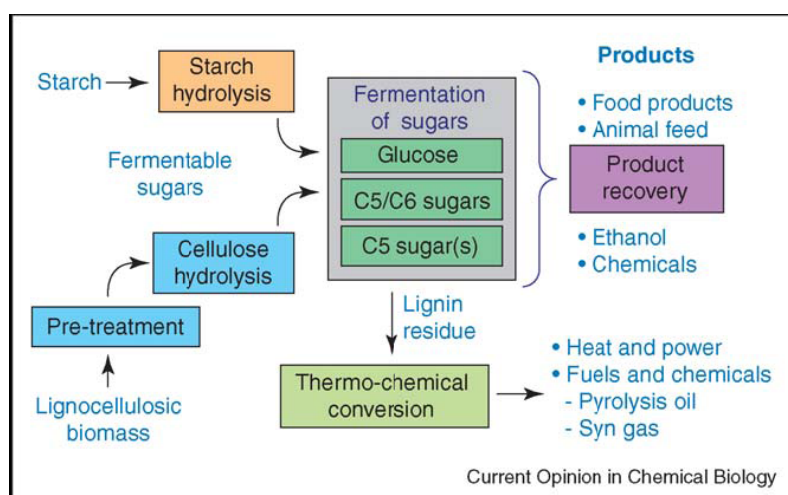 Starch
Starch
hydrolysis
Fermentable
sugars
Cellulose
hydrolysis
Pre-treatment
Lignocellulosic
biomass
Fermentation
of sugars
Glucose
C5/C6 sugars
C5 sugar(s)
Lignin
residue
Thermo-chemical
conversion
Products
• Food products
• Animal feed
Product
recovery
• Ethanol
• Chemicals
• Heat and power
• Fuels and chemicals
- Pyrolysis oil
- Syn gas
Current Opinion in Chemical Biology